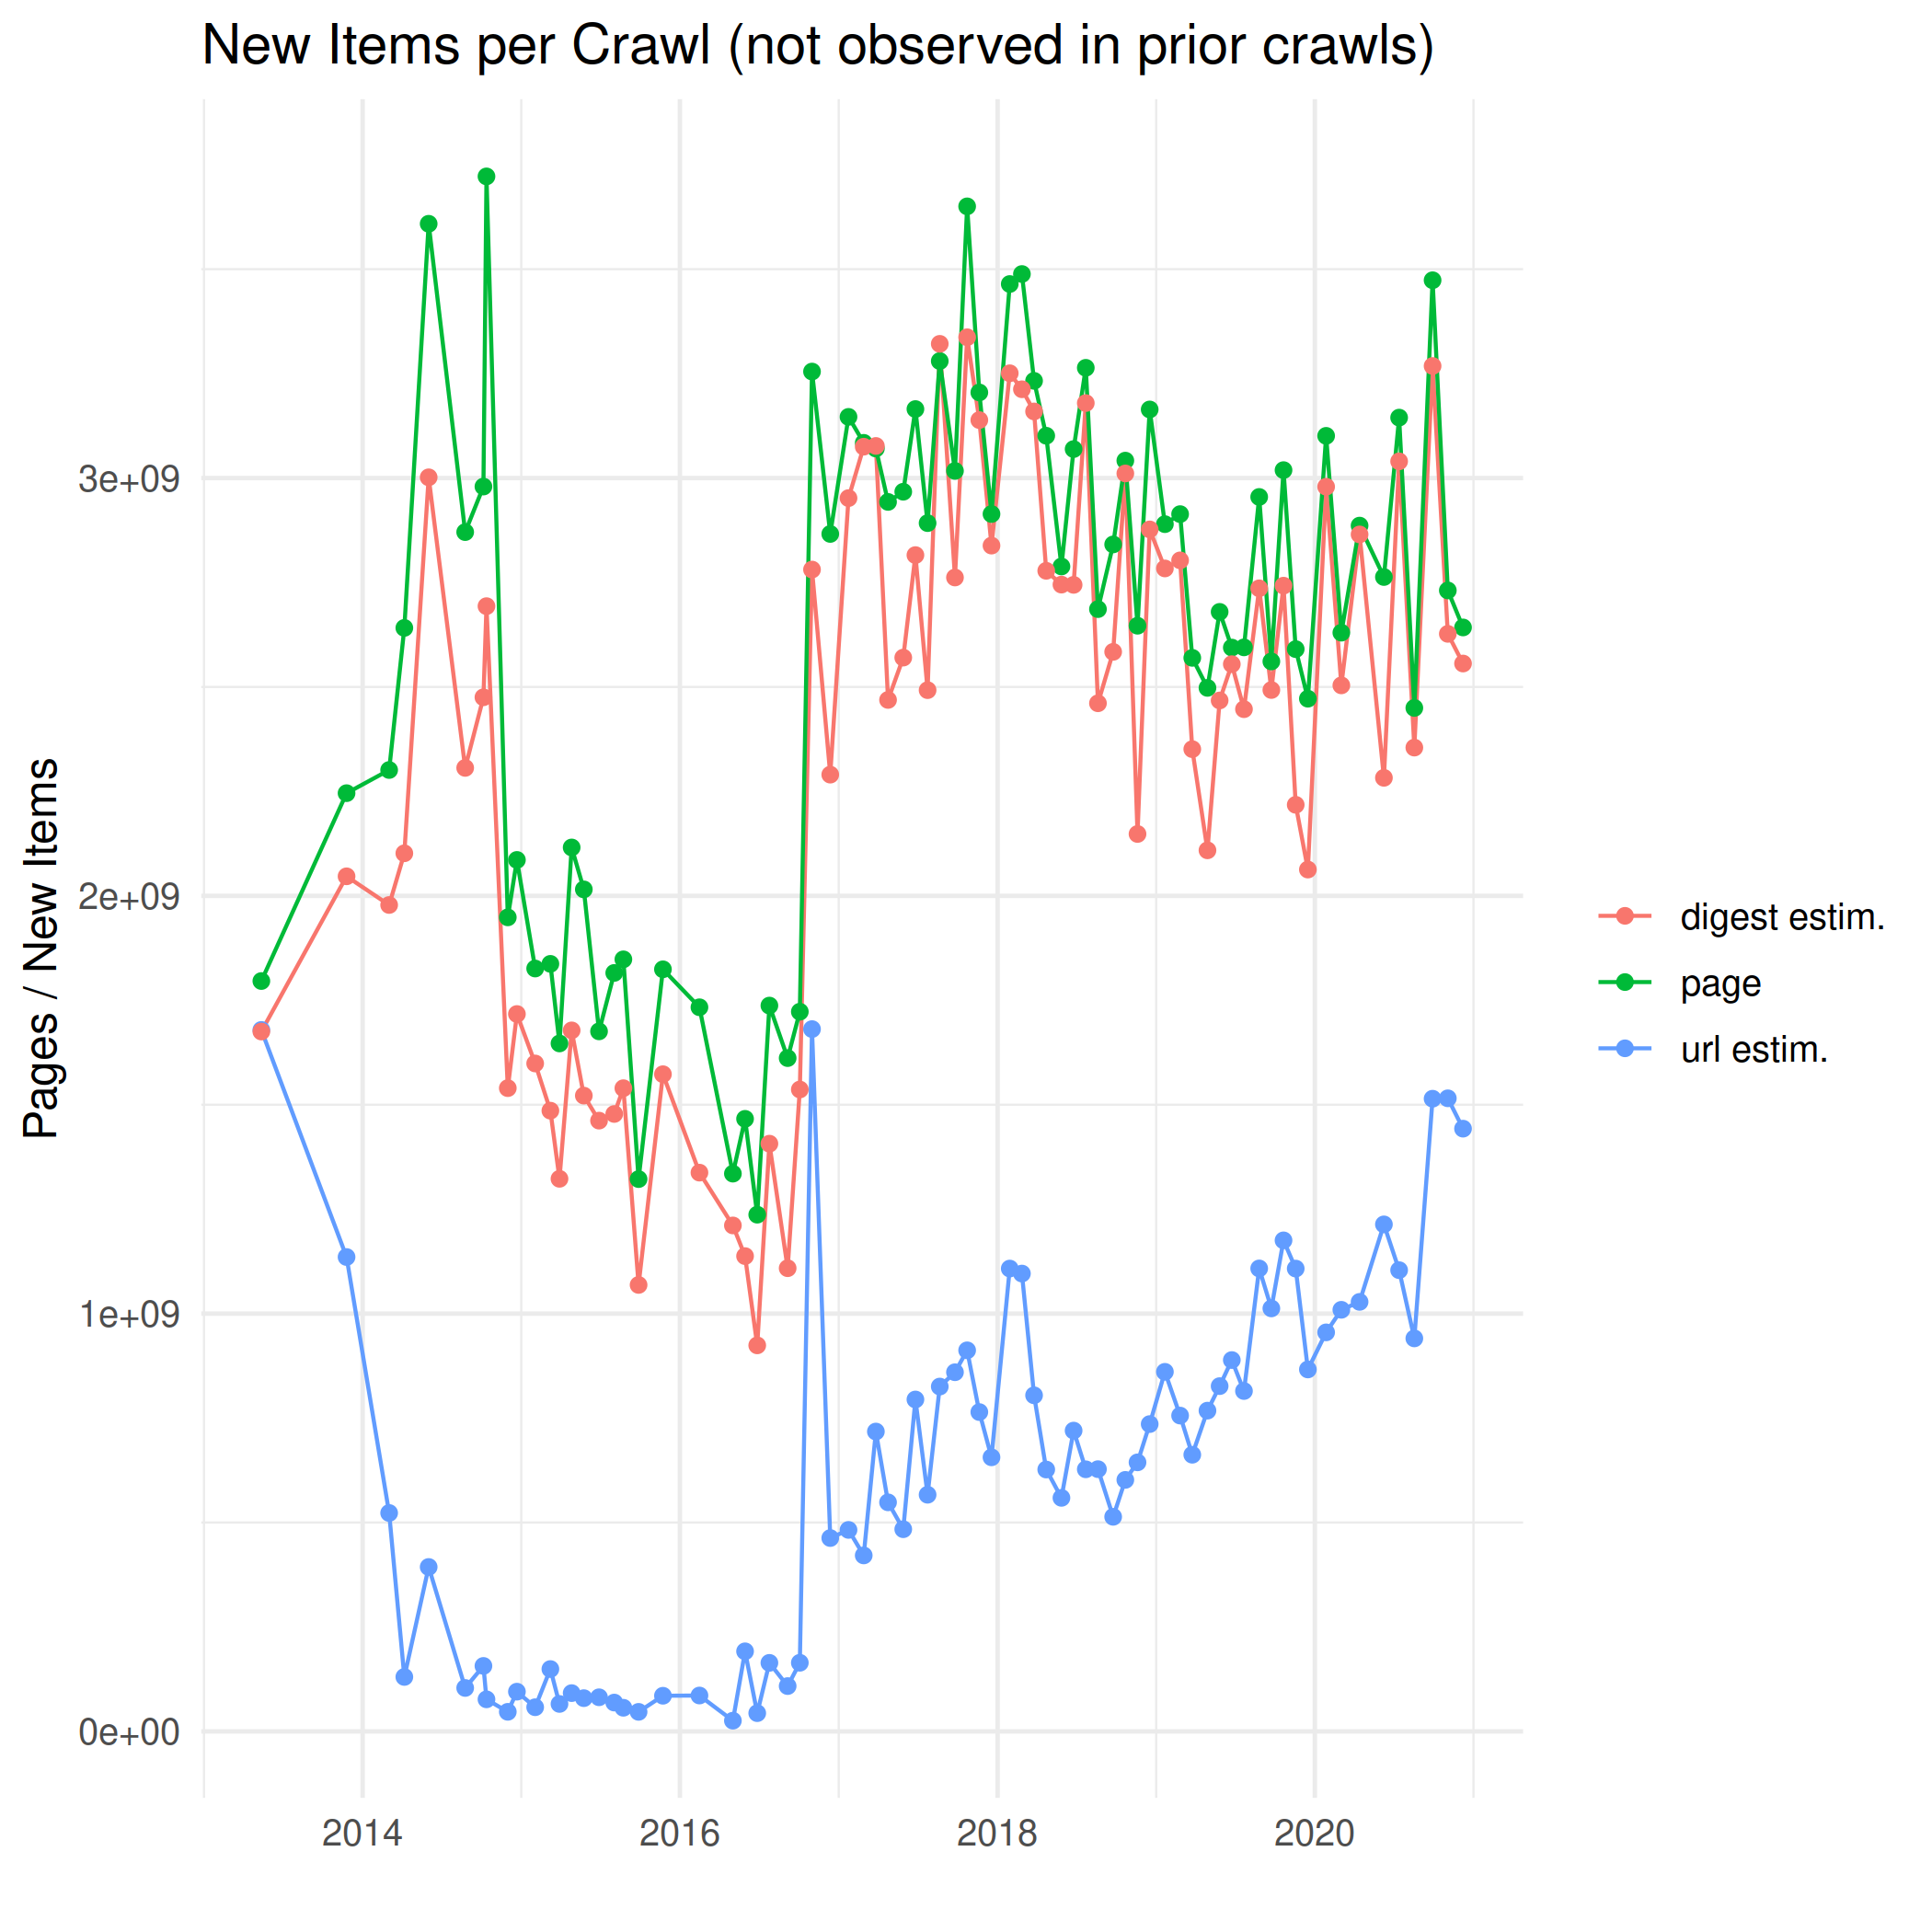 New Items per Crawl (not observed in prior crawls)
Pages / New Items
3e+09
2e+09
1e+09
0e+00
2014
2016
2018
2020
digest estim.
page
url estim.